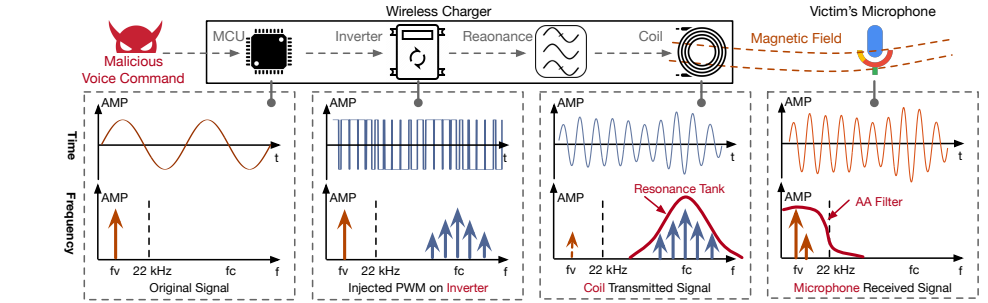 Wireless Charger
Victim's Microphone
MCU
Inverter
Resonance
Coil
Magnetic Field
Malicious
Voice Command
Time
Frequency
AMP
t
AMP
fv
22 kHz
fc
f
Original Signal
AMP
t
AMP
fv
22 kHz
fc
f
Injected PWM on Inverter
AMP
t
AMP
Resonance Tank
fv
22 kHz
fc
f
Coil Transmitted Signal
AMP
t
AMP
AA Filter
fv
22 kHz
fc
f
Microphone Received Signal